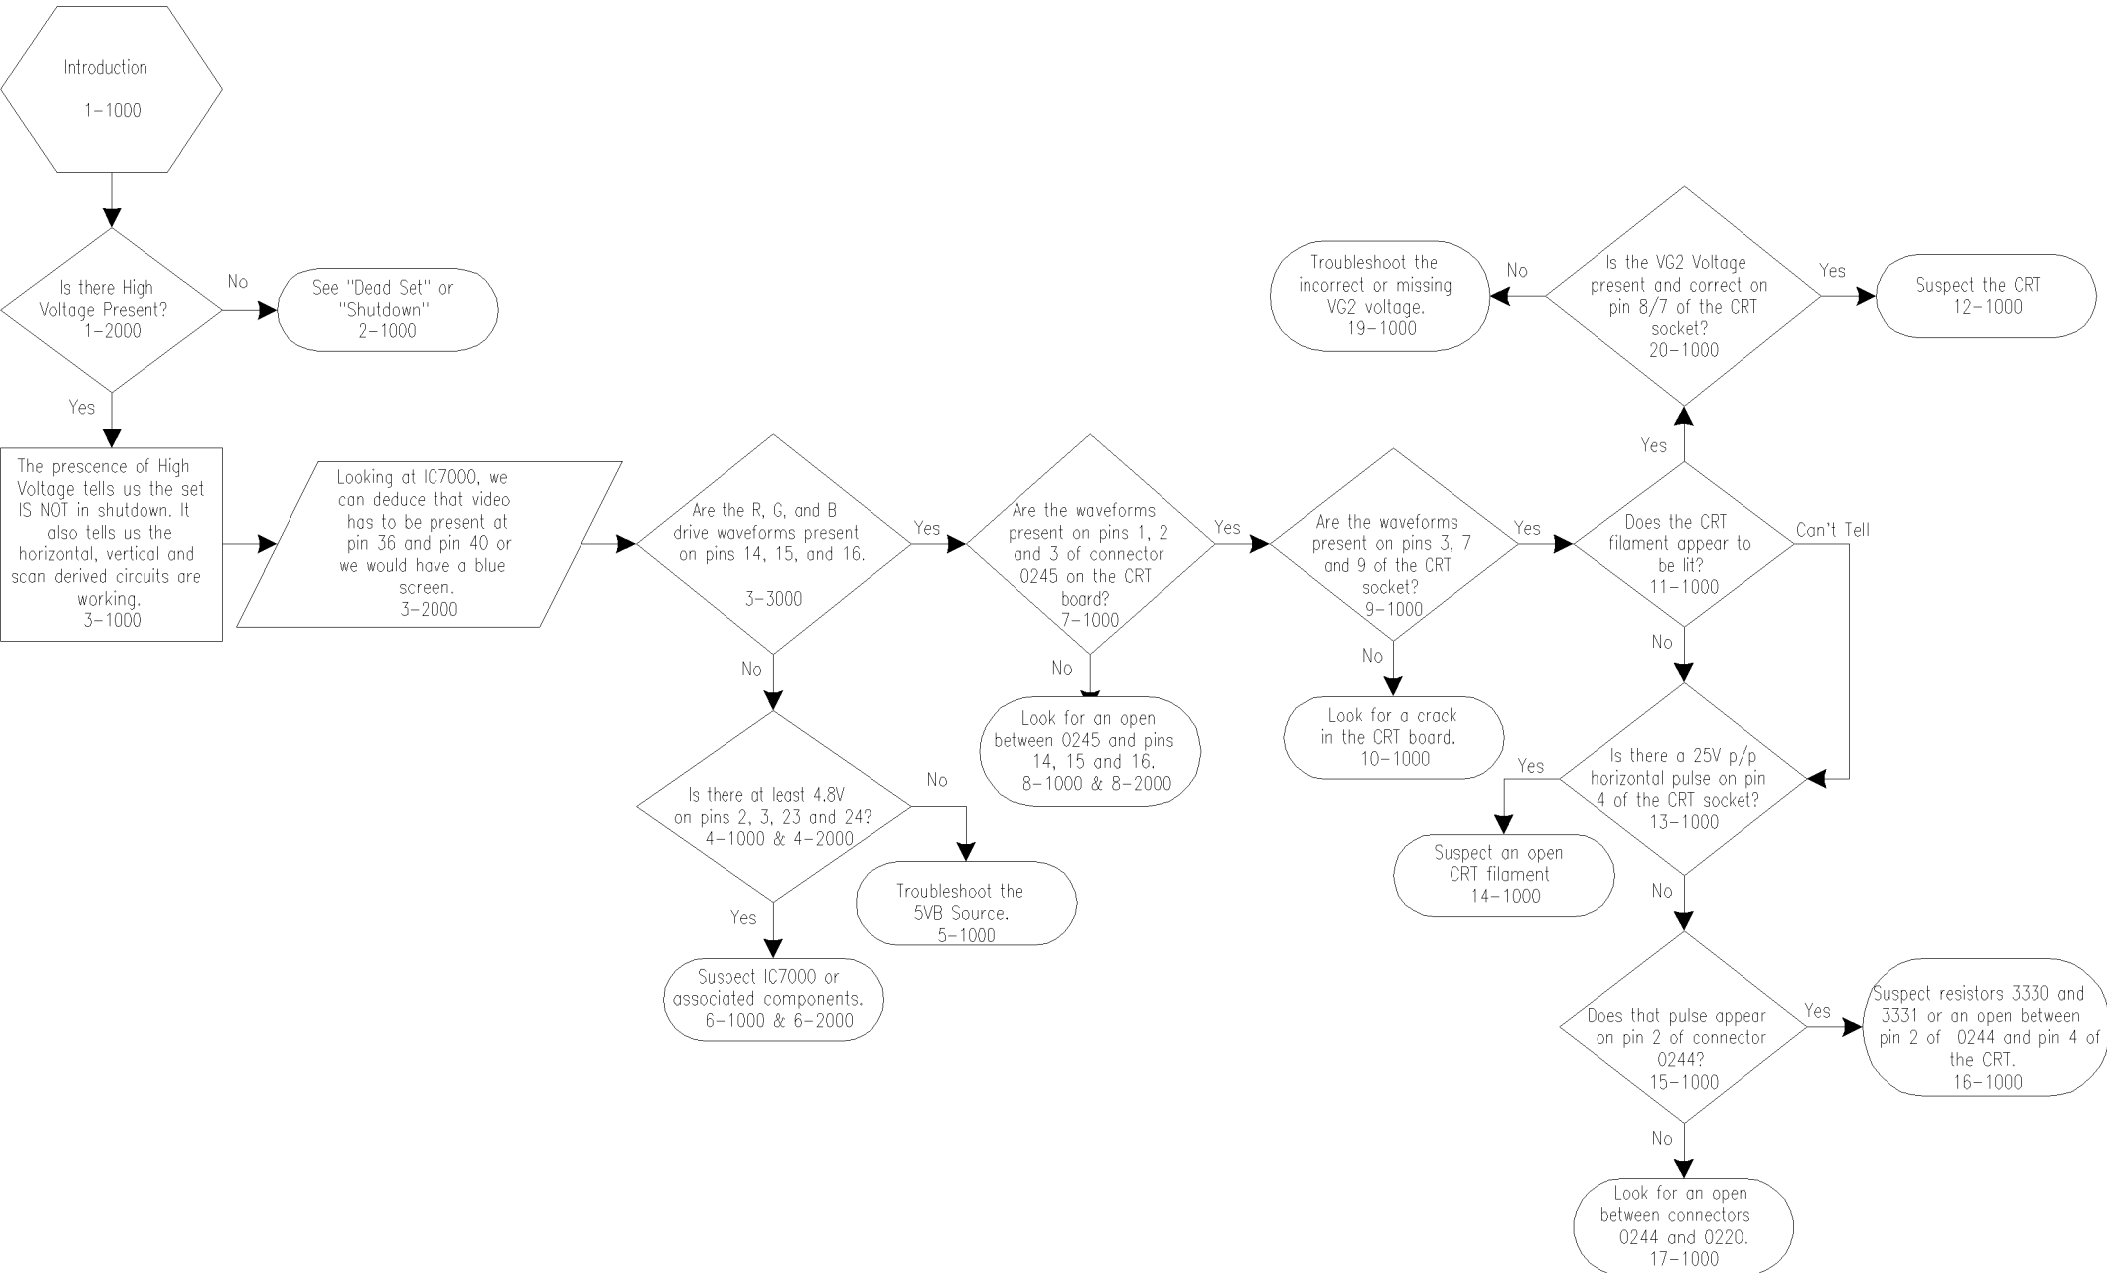 Introduction
1-1000
Is there High
Voltage Present?
1-2000
No
See "Dead Set" or
"Shutdown"
2-1000
Yes
The prescence of High
Voltage tells us the set
IS NOT in shutdown. It
also tells us the
horizontal, vertical and
scan derived circuits are
working.
3-1000
Looking at IC7000, we
can deduce that video
has to be present at
pin 36 and pin 40 or
we would have a blue
screen.
3-2000
Are the R, G, and B
drive waveforms present
on pins 14, 15, and 16.
3-3000
No
Is there at least 4.8V
on pins 2, 3, 23 and 24?
4-1000 & 4-2000
No
Troubleshoot the
5VB Source.
5-1000
Yes
Suspect IC7000 or
associated components.
6-1000 & 6-2000
Yes
Are the waveforms
present on pins 1, 2
and 3 of connector
0245 on the CRT
board?
7-1000
No
Look for an open
between 0245 and pins
14, 15 and 16.
8-1000 & 8-2000
Yes
Are the waveforms
present on pins 3, 7
and 9 of the CRT
socket?
9-1000
No
Look for a crack
in the CRT board.
10-1000
Yes
Does the CRT
filament appear to
be lit?
11-1000
Yes
Is the VG2 Voltage
present and correct on
pin 8/7 of the CRT
socket?
20-1000
Yes
Suspect the CRT
12-1000
No
Troubleshoot the
incorrect or missing
VG2 voltage.
19-1000
Can't Tell
No
Is there a 25V p/p
horizontal pulse on pin
4 of the CRT socket?
13-1000
Yes
Suspect an open
CRT filament
14-1000
No
Does that pulse appear
on pin 2 of connector
0244?
15-1000
Yes
Suspect resistors 3330 and
3331 or an open between
pin 2 of 0244 and pin 4 of
the CRT.
16-1000
No
Look for an open
between connectors
0244 and 0220.
17-1000